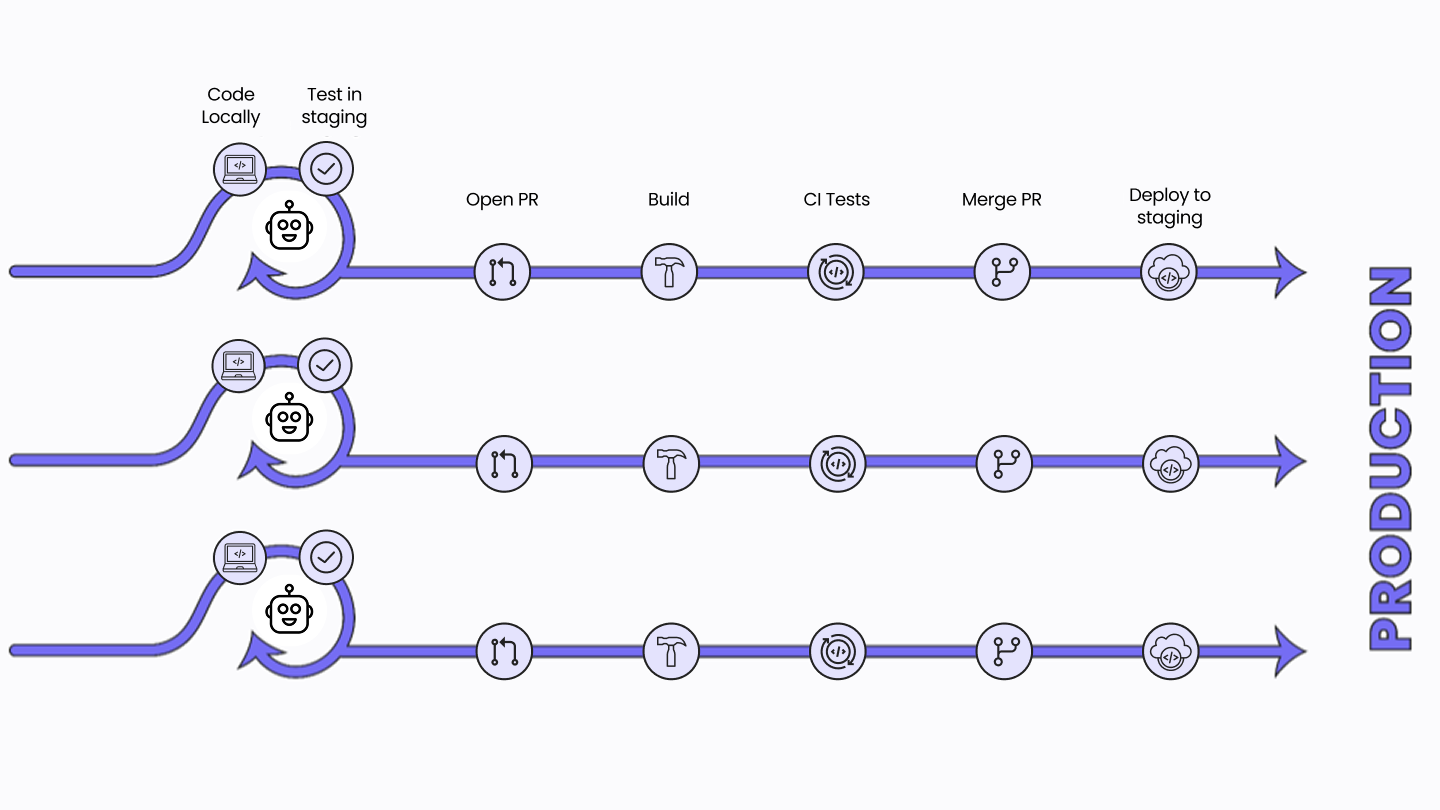 Code
Locally
Test in
staging
Open PR
Build
CI Tests
Merge PR
Deploy to
staging
PRODUCTION